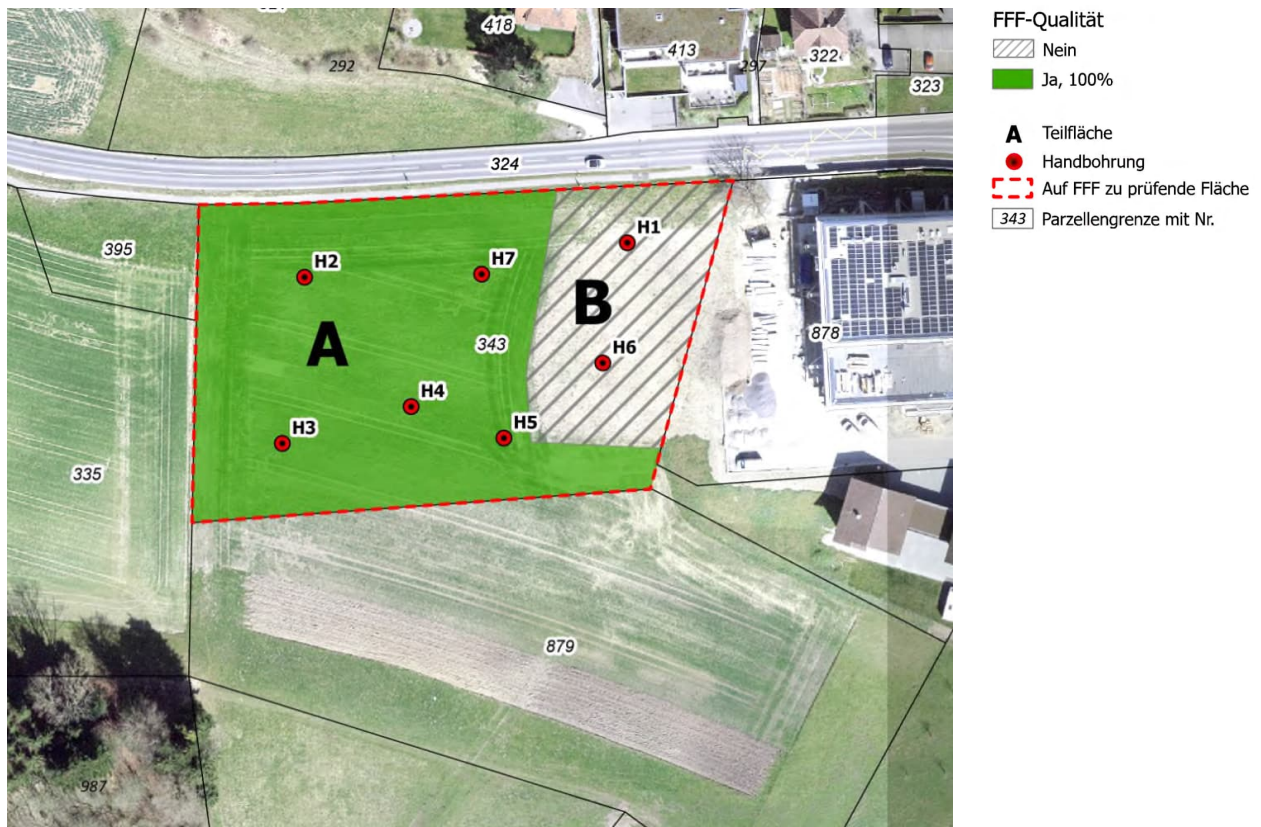 FFF-Qualität
Nein
Ja, 100%
A Teilfläche
Handbohrung
Auf FFF zu prüfende Fläche
343 Parzellengrenze mit Nr.
418
413
292
297
322
323
324
395
H1
H2
H7
B
A
343
H6
878
H4
H5
H3
335
879
987